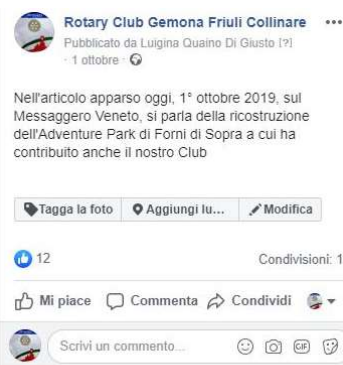 Rotary Club Gemona Friuli Collinare
Pubblicato da Luigina Quaino Di Giusto [?]
· 1 ottobre ·
Nell'articolo apparso oggi, 1° ottobre 2019, sul
Messaggero Veneto, si parla della ricostruzione
dell'Adventure Park di Forni di Sopra a cui ha
contribuito anche il nostro Club
Tagga la foto Aggiungi lu... Modifica
12 Condivisioni: 1
Mi piace Commenta Condividi
Scrivi un commento... GIF